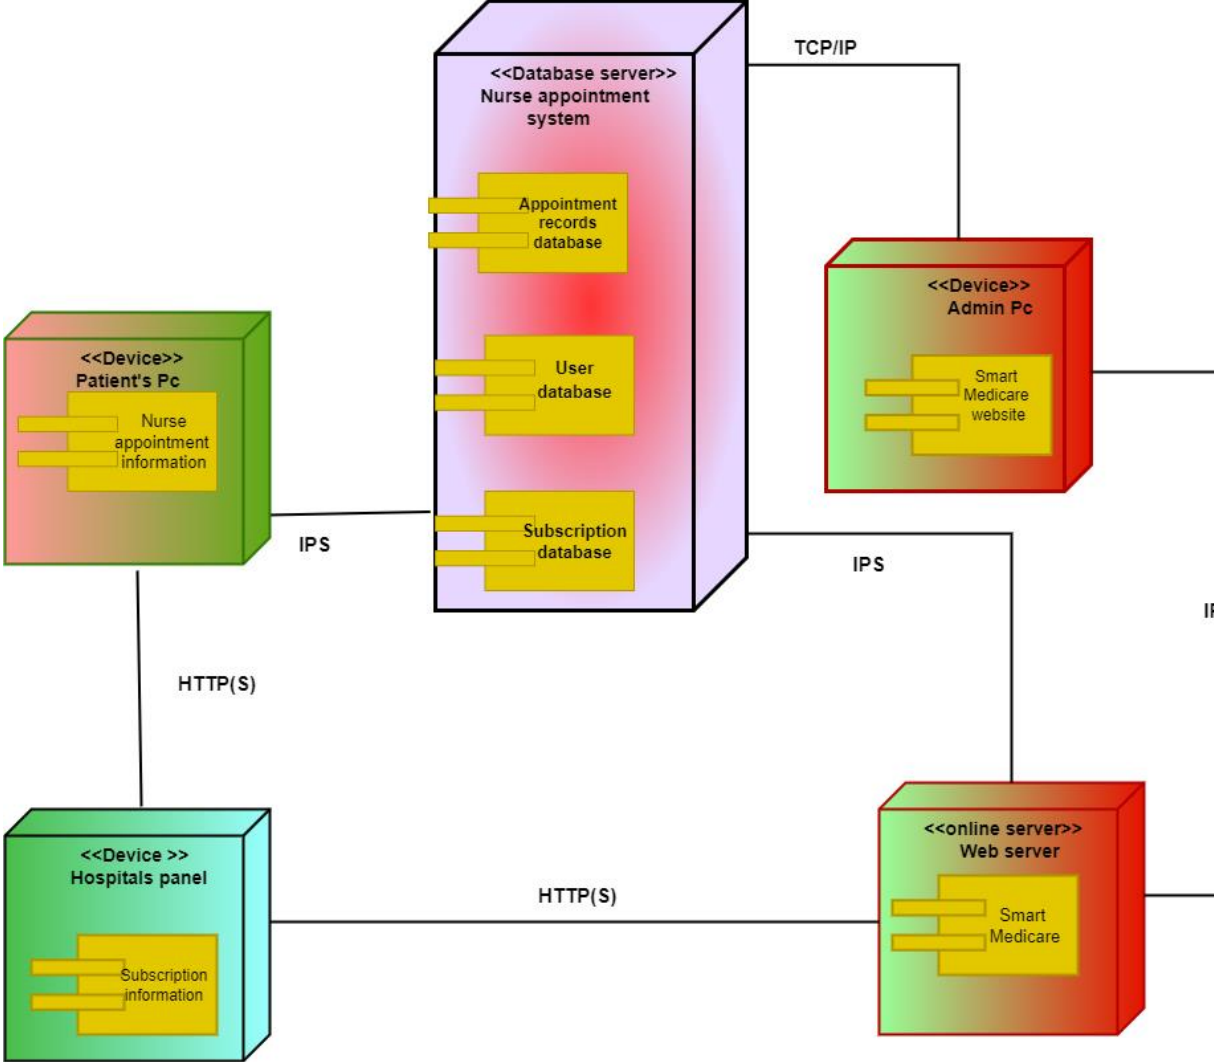 TCP/IP
<<Database server>>
Nurse appointment
system
Appointment
records
database
User
database
Subscription
database
<<Device>>
Admin Pc
Smart
Medicare
website
<<Device>>
Patient's Pc
Nurse
appointment
information
IPS
IPS
HTTP(S)
<<Device >>
Hospitals panel
Subscription
information
HTTP(S)
<<online server>>
Web server
Smart
Medicare